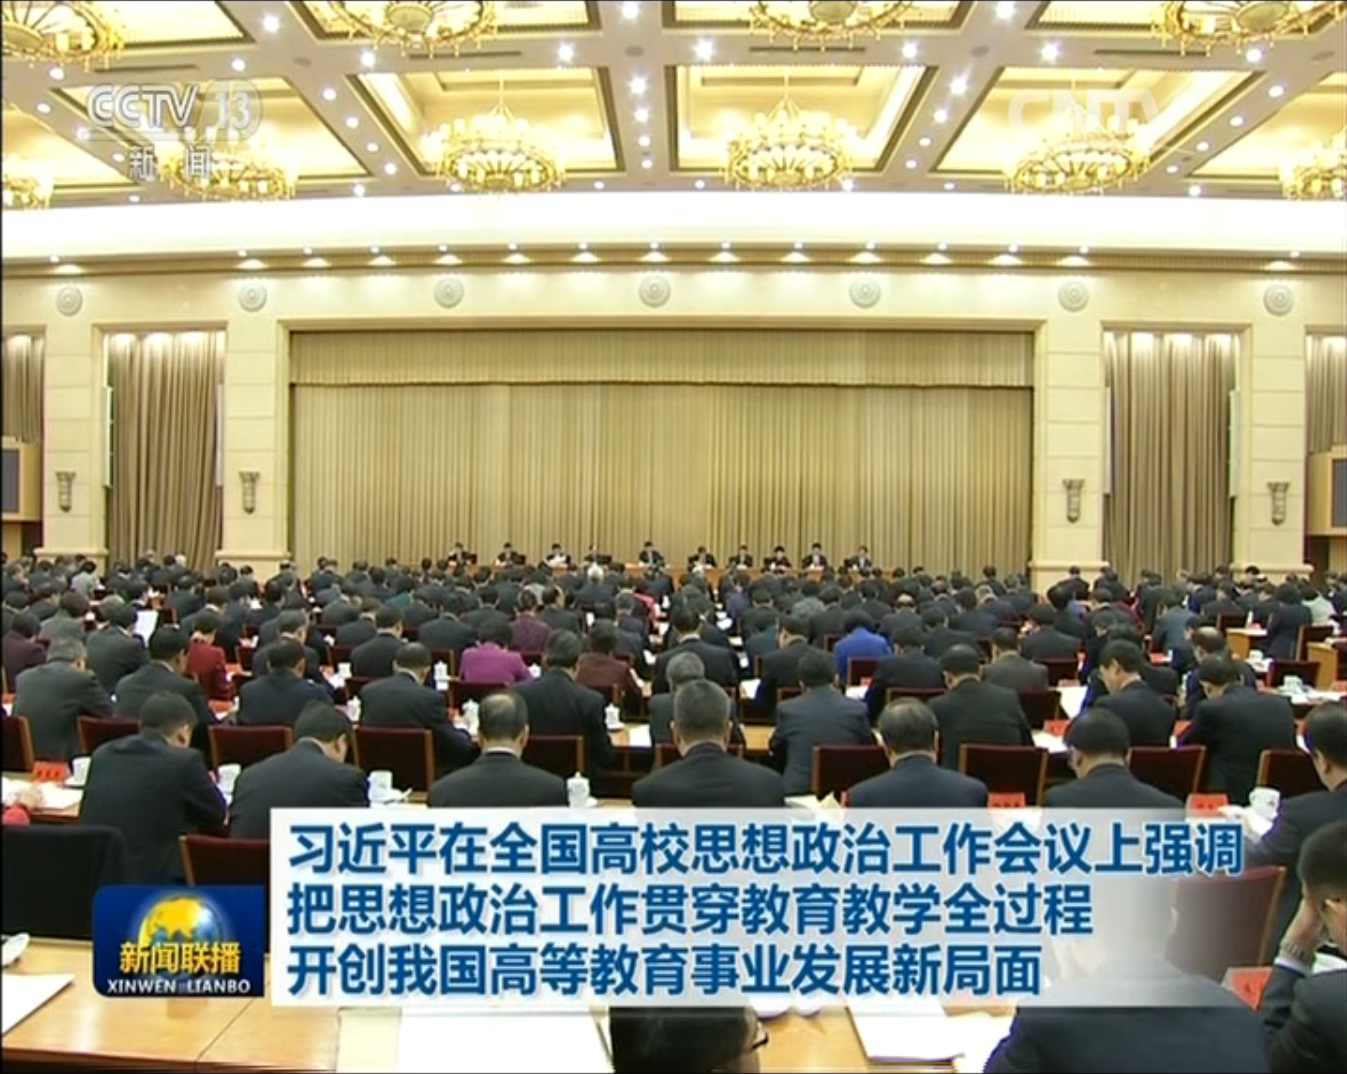 CCTV 13
CNTV
新闻
习近平在全国高校思想政治工作会议上强调
把思想政治工作贯穿教育教学全过程
开创我国高等教育事业发展新局面
新闻联播
XINWEN LIANBO